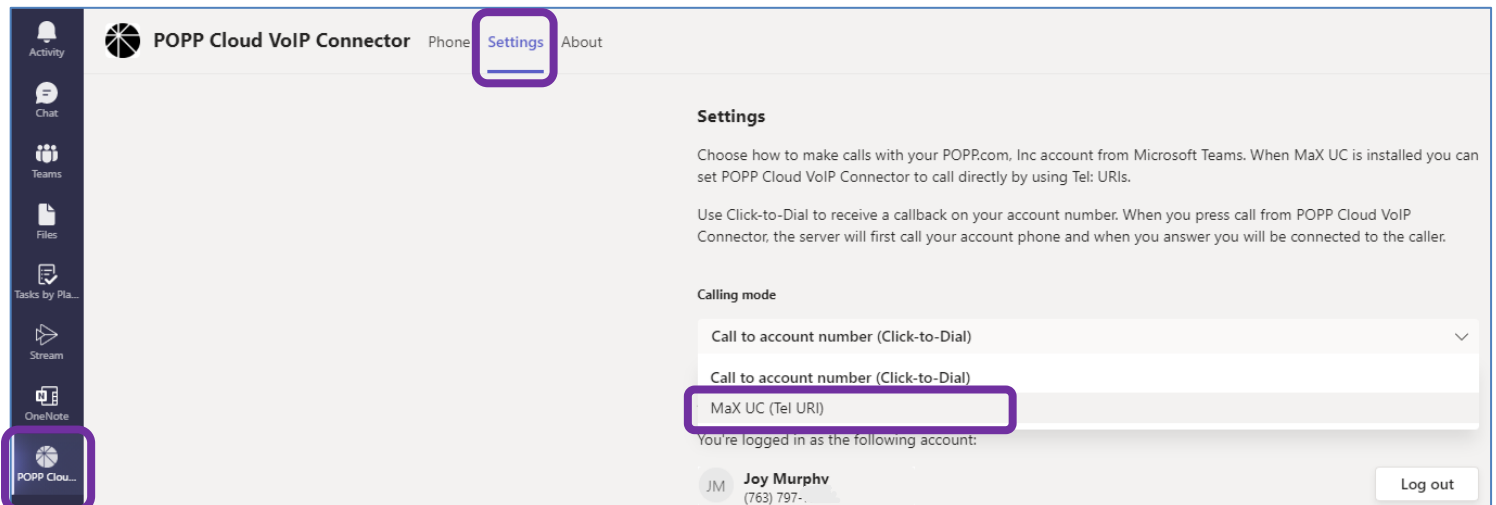 Activity
Chat
Teams
Files
Tasks by Pla...
Stream
OneNote
POPP Clou...
POPP Cloud VoIP Connector Phone Settings About
Settings
Choose how to make calls with your POPP.com, Inc account from Microsoft Teams. When MaX UC is installed you can
set POPP Cloud VoIP Connector to call directly by using Tel: URIs.
Use Click-to-Dial to receive a callback on your account number. When you press call from POPP Cloud VoIP
Connector, the server will first call your account phone and when you answer you will be connected to the caller.
Calling mode
Call to account number (Click-to-Dial)
Call to account number (Click-to-Dial)
MaX UC (Tel URI)
You're logged in as the following account:
JM Joy Murphy
(763) 797-
Log out